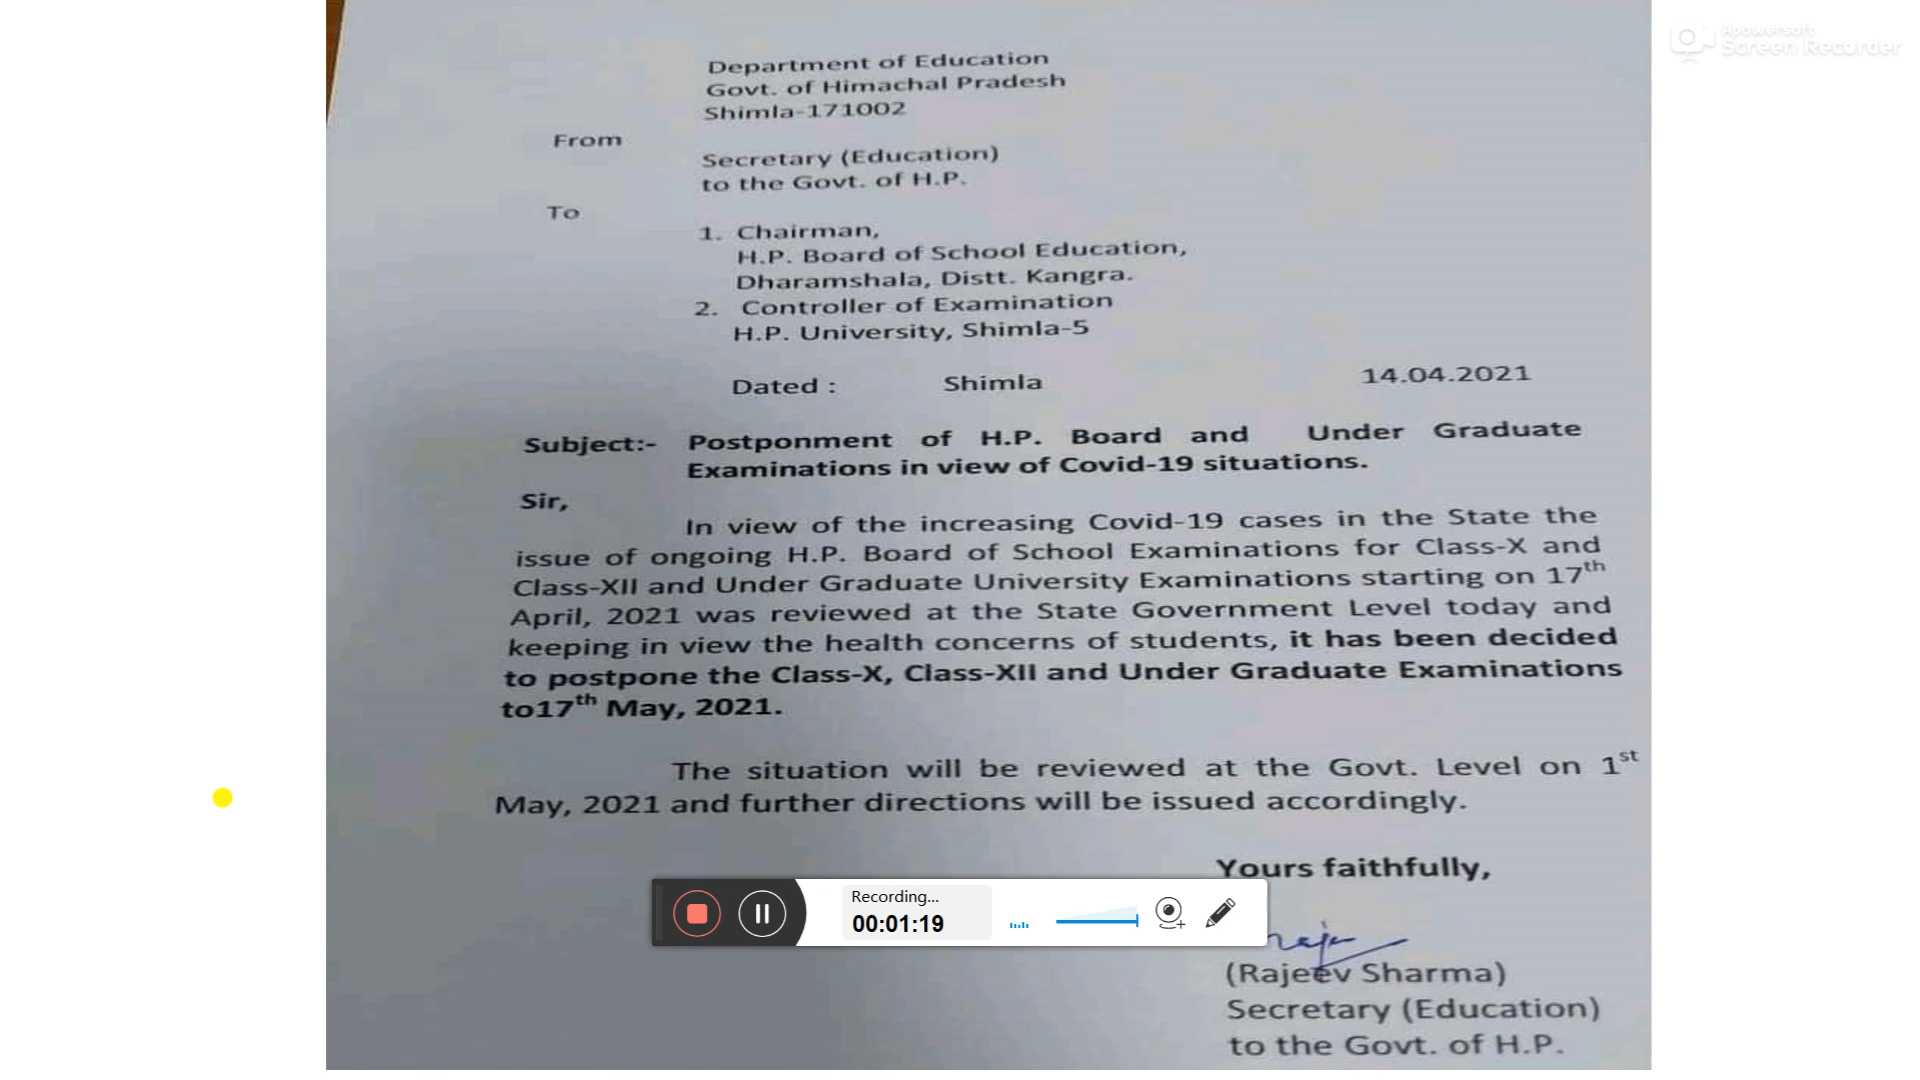 Apowersoft
Screen Recorder
Department of Education
Govt. of Himachal Pradesh
Shimla-171002
From
Secretary (Education)
to the Govt. of H.P.
To
1. Chairman,
H.P. Board of School Education,
Dharamshala, Distt. Kangra.
2. Controller of Examination
H.P. University, Shimla-5
Dated : Shimla 14.04.2021
Subject:- Postponment of H.P. Board and Under Graduate
Examinations in view of Covid-19 situations.
Sir,
In view of the increasing Covid-19 cases in the State the
issue of ongoing H.P. Board of School Examinations for Class-X and
Class-XII and Under Graduate University Examinations starting on 17th
April, 2021 was reviewed at the State Government Level today and
keeping in view the health concerns of students, it has been decided
to postpone the Class-X, Class-XII and Under Graduate Examinations
to17th May, 2021.
The situation will be reviewed at the Govt. Level on 1st
May, 2021 and further directions will be issued accordingly.
Yours faithfully,
Recording...
00:01:19
(Rajeev Sharma)
Secretary (Education)
to the Govt. of H.P.